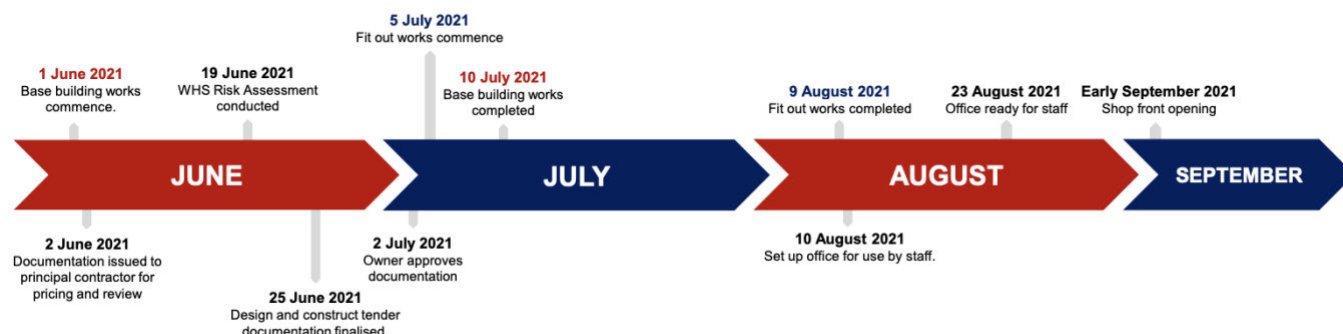 5 July 2021
Fit out works commence
1 June 2021
Base building works
commence.
19 June 2021
WHS Risk Assessment
conducted
10 July 2021
Base building works
completed
9 August 2021
Fit out works completed
23 August 2021
Office ready for staff
Early September 2021
Shop front opening
JUNE
JULY
AUGUST
SEPTEMBER
2 June 2021
Documentation issued to
principal contractor for
pricing and review
25 June 2021
Design and construct tender
documentation finalised
2 July 2021
Owner approves
documentation
10 August 2021
Set up office for use by staff.